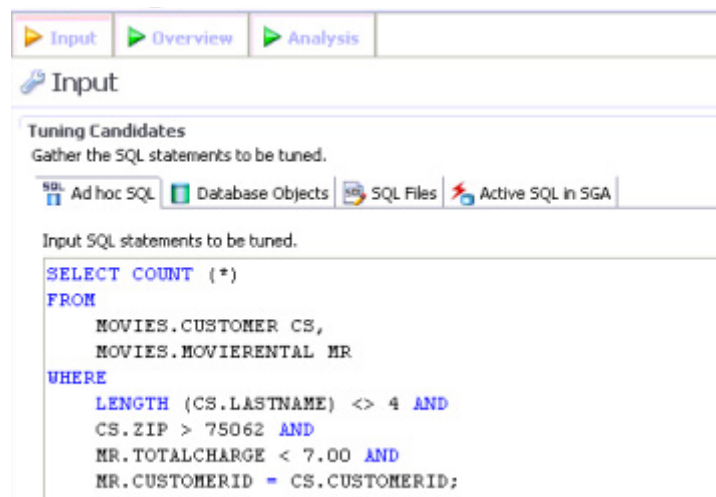 Input Overview Analysis
Input
Tuning Candidates
Gather the SQL statements to be tuned.
SQL Ad hoc SQL Database Objects SQL SQL Files Active SQL in SGA
Input SQL statements to be tuned.
SELECT COUNT (*)
FROM
MOVIES.CUSTOMER CS,
MOVIES.MOVIERENTAL MR
WHERE
LENGTH (CS.LASTNAME) <> 4 AND
CS.ZIP > 75062 AND
MR.TOTALCHARGE < 7.00 AND
MR.CUSTOMERID = CS.CUSTOMERID;